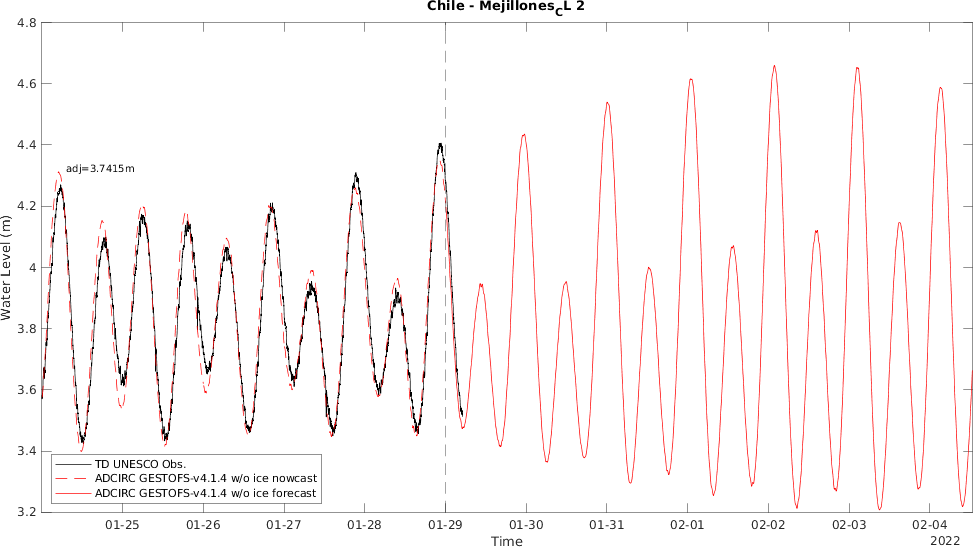 Chile - Mejillones_CL 2
4.8
4.6
4.4
adj=3.7415m
4.2
4
3.8
3.6
3.4
3.2
Water Level (m)
TD UNESCO Obs.
ADCIRC GESTOFS-v4.1.4 w/o ice nowcast
ADCIRC GESTOFS-v4.1.4 w/o ice forecast
01-25 01-26 01-27 01-28 01-29 01-30 01-31 02-01 02-02 02-03 02-04
Time
2022